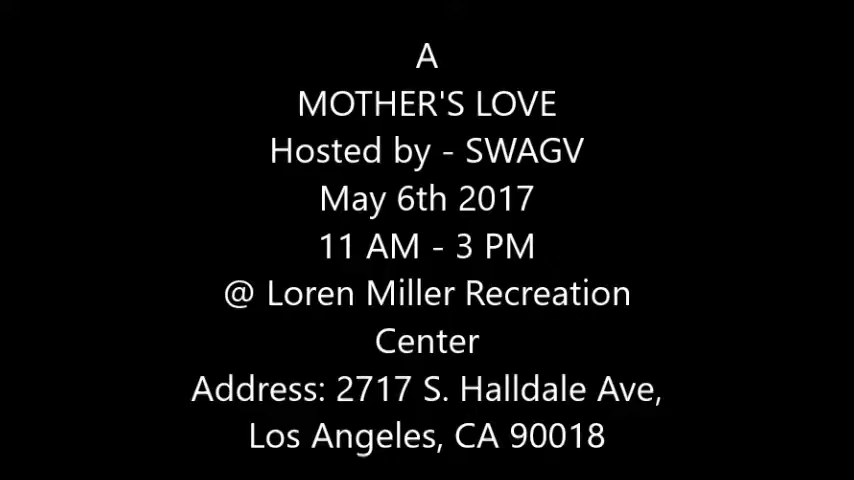 A
MOTHER'S LOVE
Hosted by - SWAGV
May 6th 2017
11 AM - 3 PM
@ Loren Miller Recreation
Center
Address: 2717 S. Halldale Ave,
Los Angeles, CA 90018